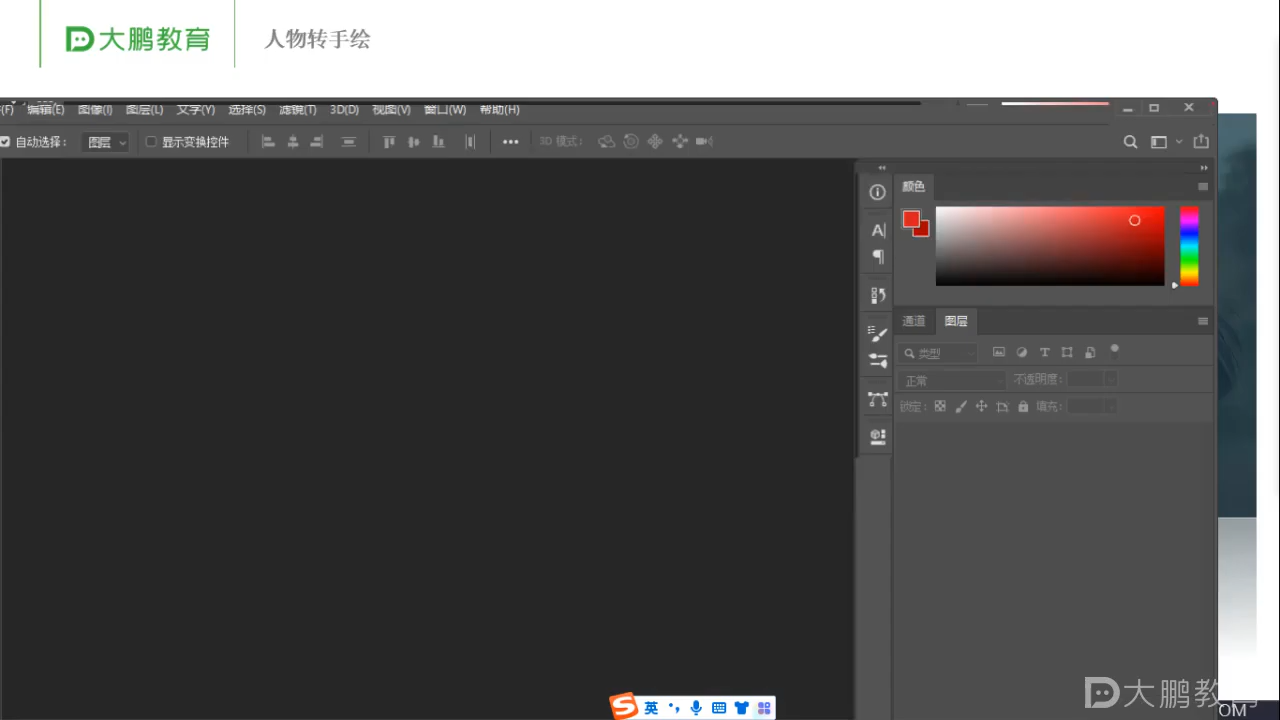 大鹏教育 人物转手绘
(F) 编辑(E) 图像(I) 图层(L) 文字(Y) 选择(S) 滤镜(T) 3D(D) 视图(V) 窗口(W) 帮助(H)
自动选择： 图层 显示变换控件 3D 模式：
颜色
通道 图层
类型
正常 不透明度：
锁定： 填充：
英
大鹏教
OM